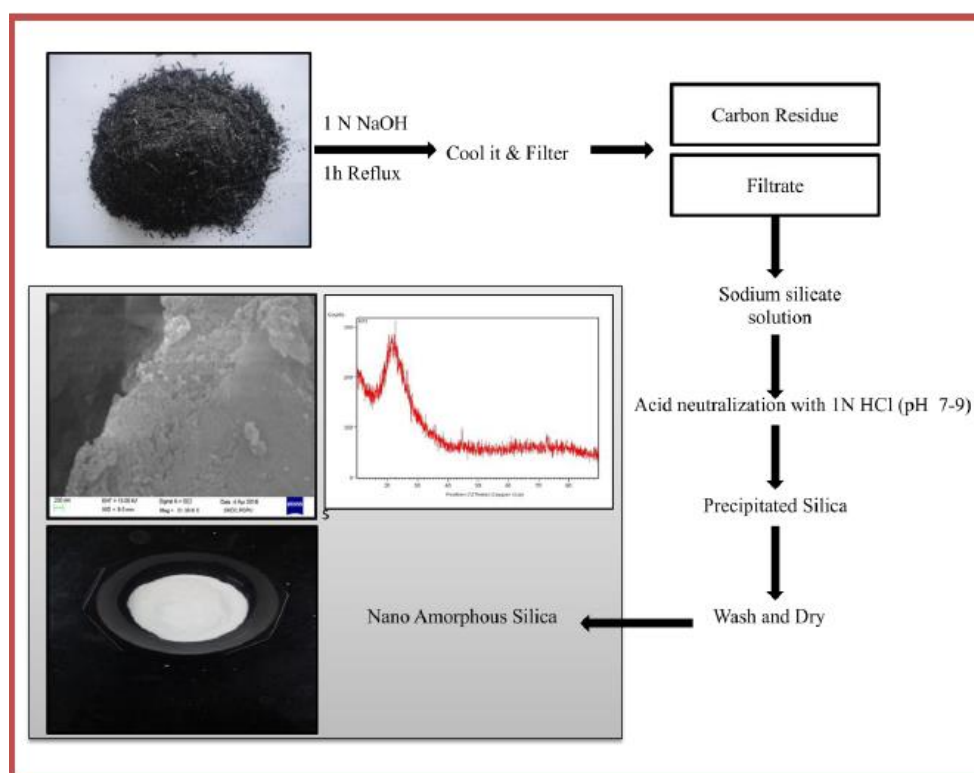 1 N NaOH
1h Reflux
Cool it & Filter
Carbon Residue
Filtrate
Sodium silicate
solution
Acid neutralization with 1N HCl (pH 7-9)
Precipitated Silica
Wash and Dry
Nano Amorphous Silica
Counts
s